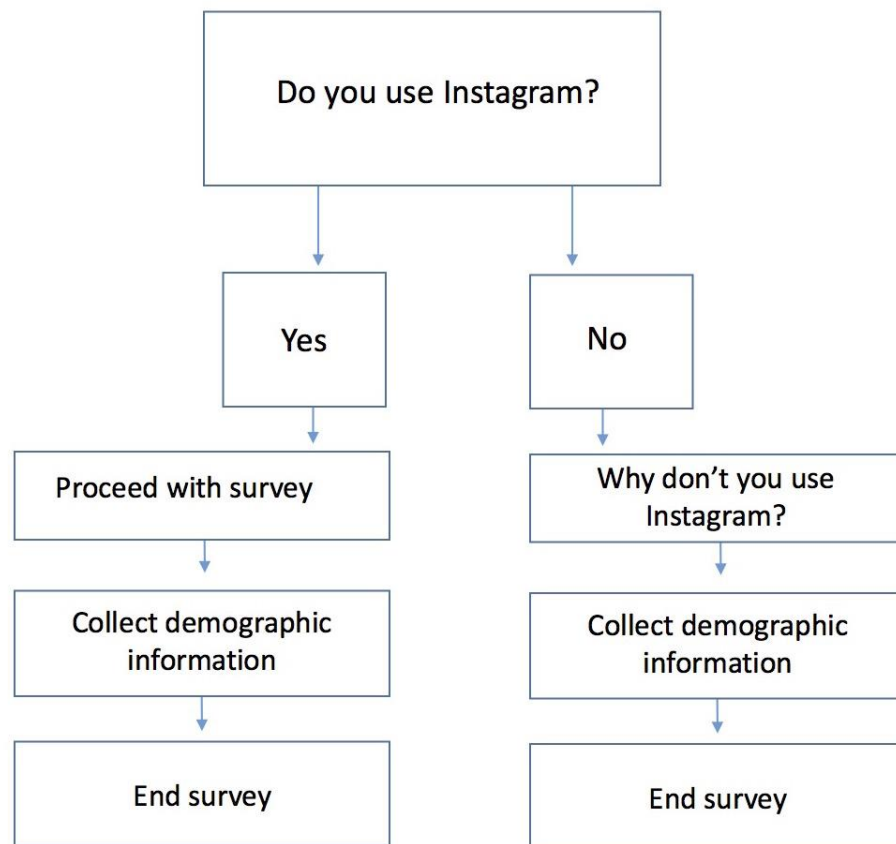 Do you use Instagram?
Yes
No
Proceed with survey
Why don’t you use
Instagram?
Collect demographic
information
Collect demographic
information
End survey
End survey